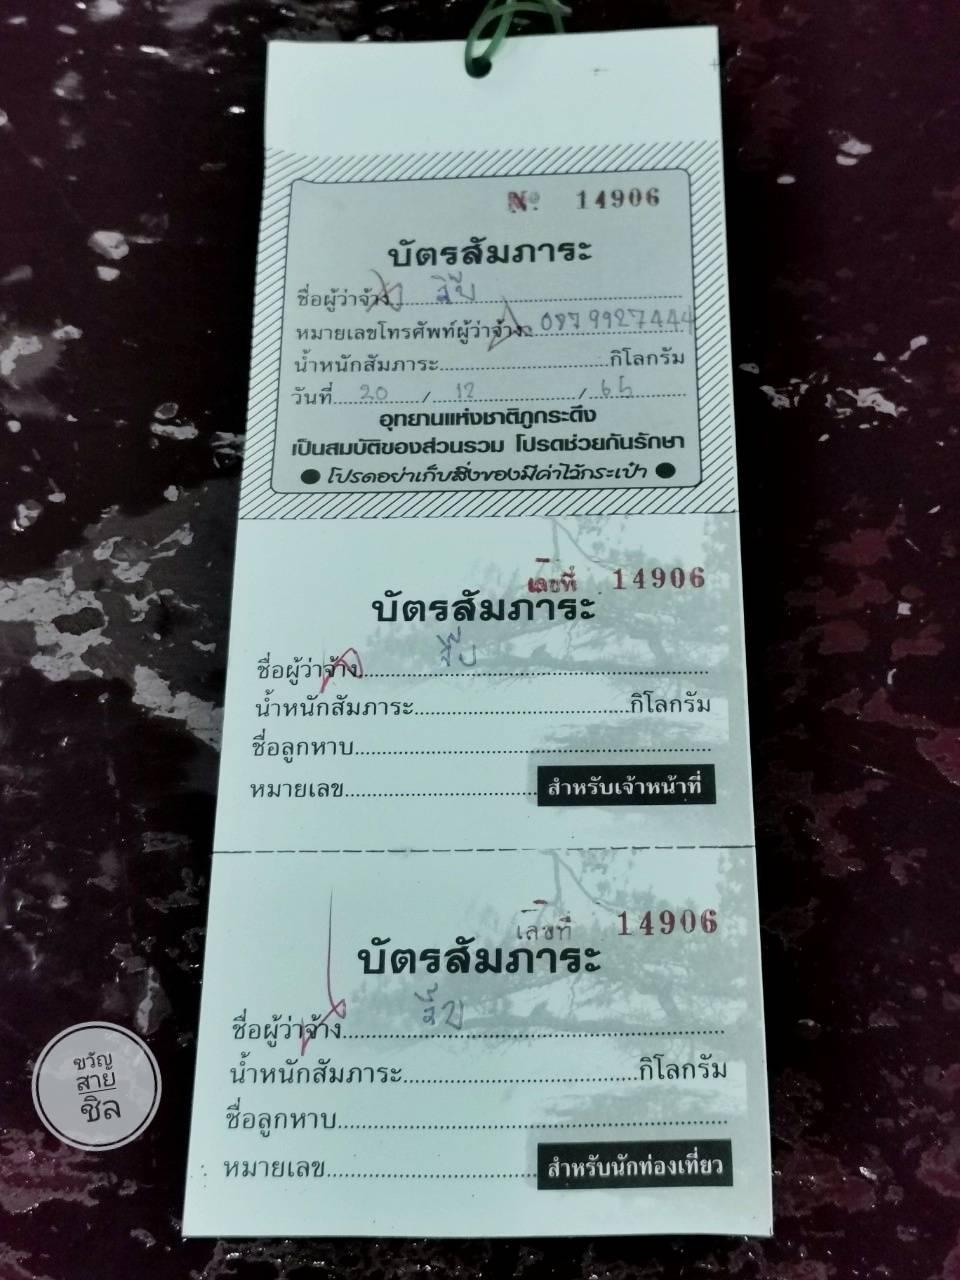 Nº 14906
บัตรสัมภาระ
ชื่อผู้ว่าจ้าง
หมายเลขโทรศัพท์ผู้ว่าจ้าง 0879927444
น้ำหนักสัมภาระ........................กิโลกรัม
วันที่ 20 / 12 / 65
อุทยานแห่งชาติภูกระดึง
เป็นสมบัติของส่วนรวม โปรดช่วยกันรักษา
● โปรดอย่าเก็บสิ่งของมีค่าไว้กระเป๋า ●
เลขที่ 14906
บัตรสัมภาระ
ชื่อผู้ว่าจ้าง
น้ำหนักสัมภาระ........................กิโลกรัม
ชื่อลูกหาบ........................
หมายเลข........................ สำหรับเจ้าหน้าที่
เลขที่ 14906
บัตรสัมภาระ
ชื่อผู้ว่าจ้าง
น้ำหนักสัมภาระ........................กิโลกรัม
ชื่อลูกหาบ........................
หมายเลข........................ สำหรับนักท่องเที่ยว
ขวัญ
สาย
ชิล